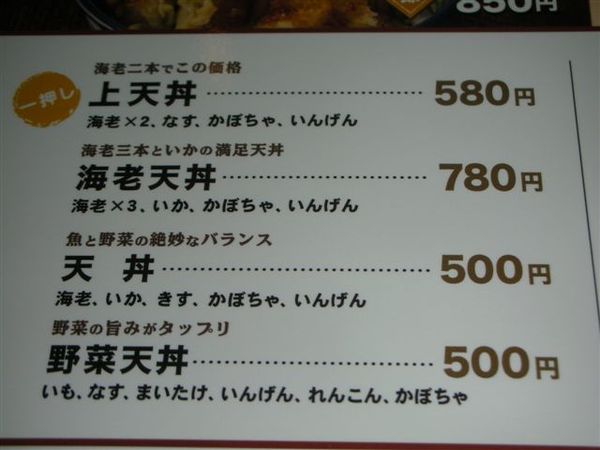 850円
海老二本でこの価格
一押し
上天丼 580円
海老×2、なす、かぼちゃ、いんげん
海老三本といかの満足天丼
海老天丼 780円
海老×3、いか、かぼちゃ、いんげん
魚と野菜の絶妙なバランス
天 丼 500円
海老、いか、きす、かぼちゃ、いんげん
野菜の旨みがタップリ
野菜天丼 500円
いも、なす、まいたけ、いんげん、れんこん、かぼちゃ